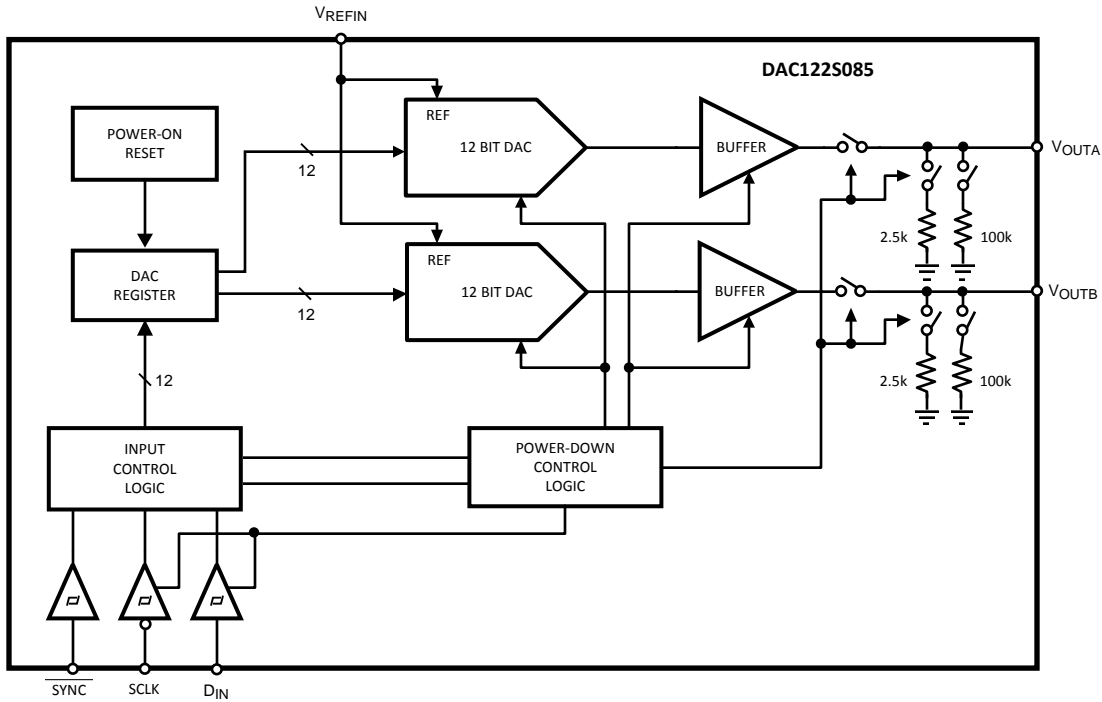 VREFIN
DAC122S085
POWER-ON
RESET
REF
12 BIT DAC
BUFFER
VOUTA
12
2.5k
100k
DAC
REGISTER
REF
12 BIT DAC
BUFFER
VOUTB
12
12
2.5k
100k
INPUT
CONTROL
LOGIC
POWER-DOWN
CONTROL
LOGIC
SYNC
SCLK
DIN